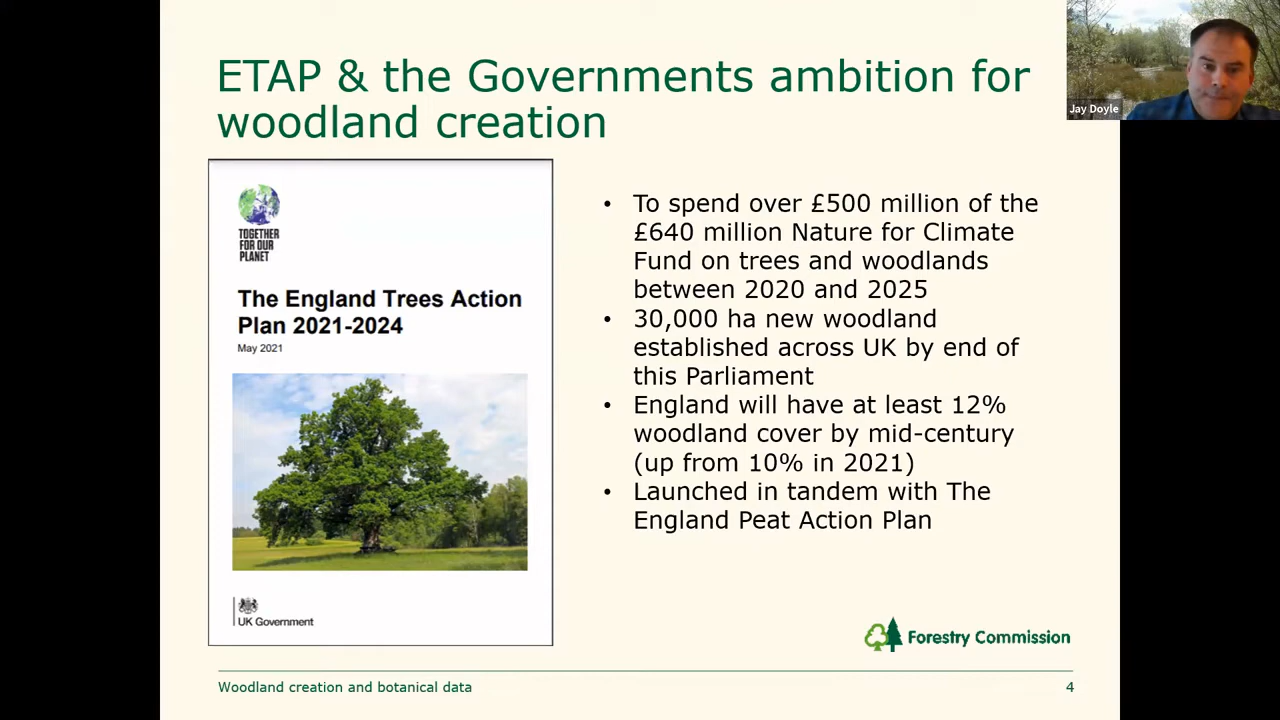 ETAP & the Governments ambition for
woodland creation
Jay Doyle
TOGETHER
FOR OUR
PLANET
The England Trees Action
Plan 2021-2024
May 2021
UK Government
• To spend over £500 million of the
£640 million Nature for Climate
Fund on trees and woodlands
between 2020 and 2025
• 30,000 ha new woodland
established across UK by end of
this Parliament
• England will have at least 12%
woodland cover by mid-century
(up from 10% in 2021)
• Launched in tandem with The
England Peat Action Plan
Forestry Commission
Woodland creation and botanical data
4